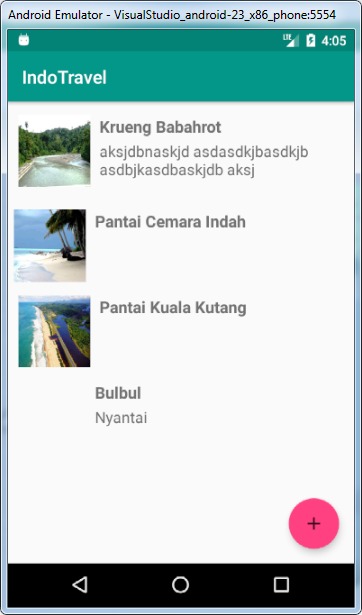 Android Emulator - VisualStudio_android-23_x86_phone:5554
LTE 4:05
IndoTravel
Krueng Babahrot
aksjdbnaskjd asdasdkjbasdkjb
asdbjkasdbaskjdb aksj
Pantai Cemara Indah
Pantai Kuala Kutang
Bulbul
Nyantai
+